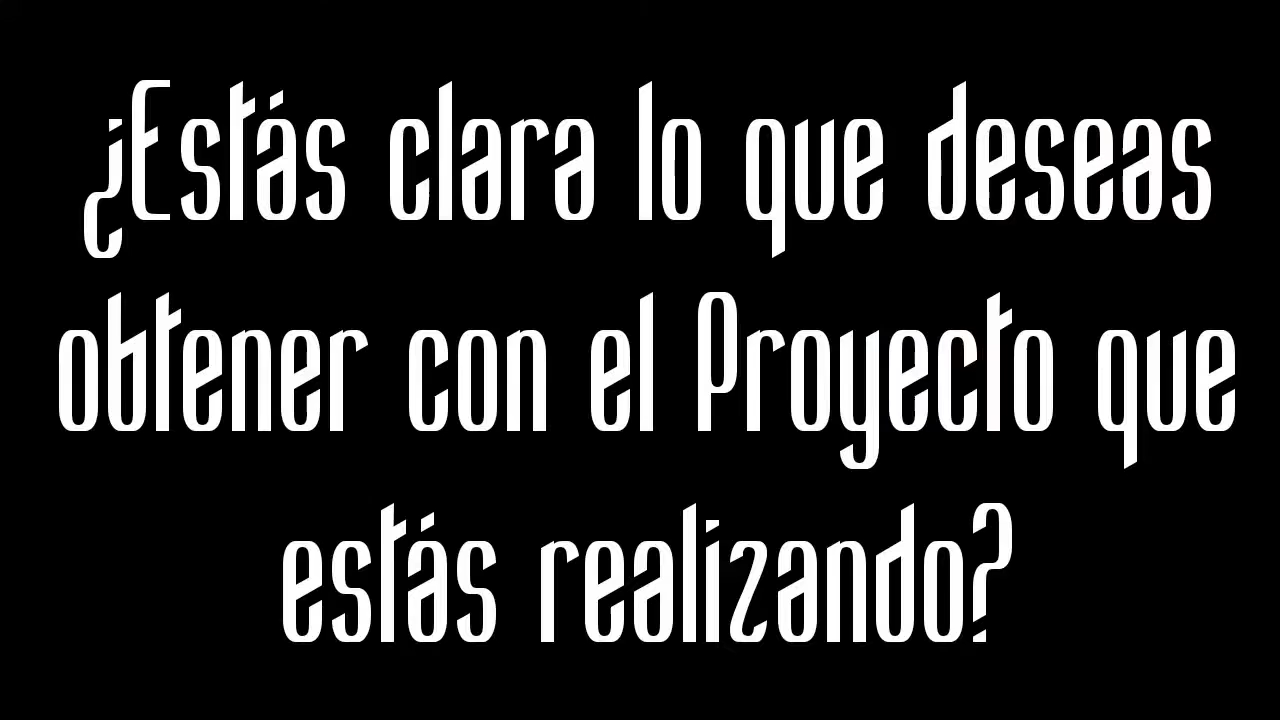 ¿Estás clara lo que deseas
obtener con el Proyecto que
estás realizando?